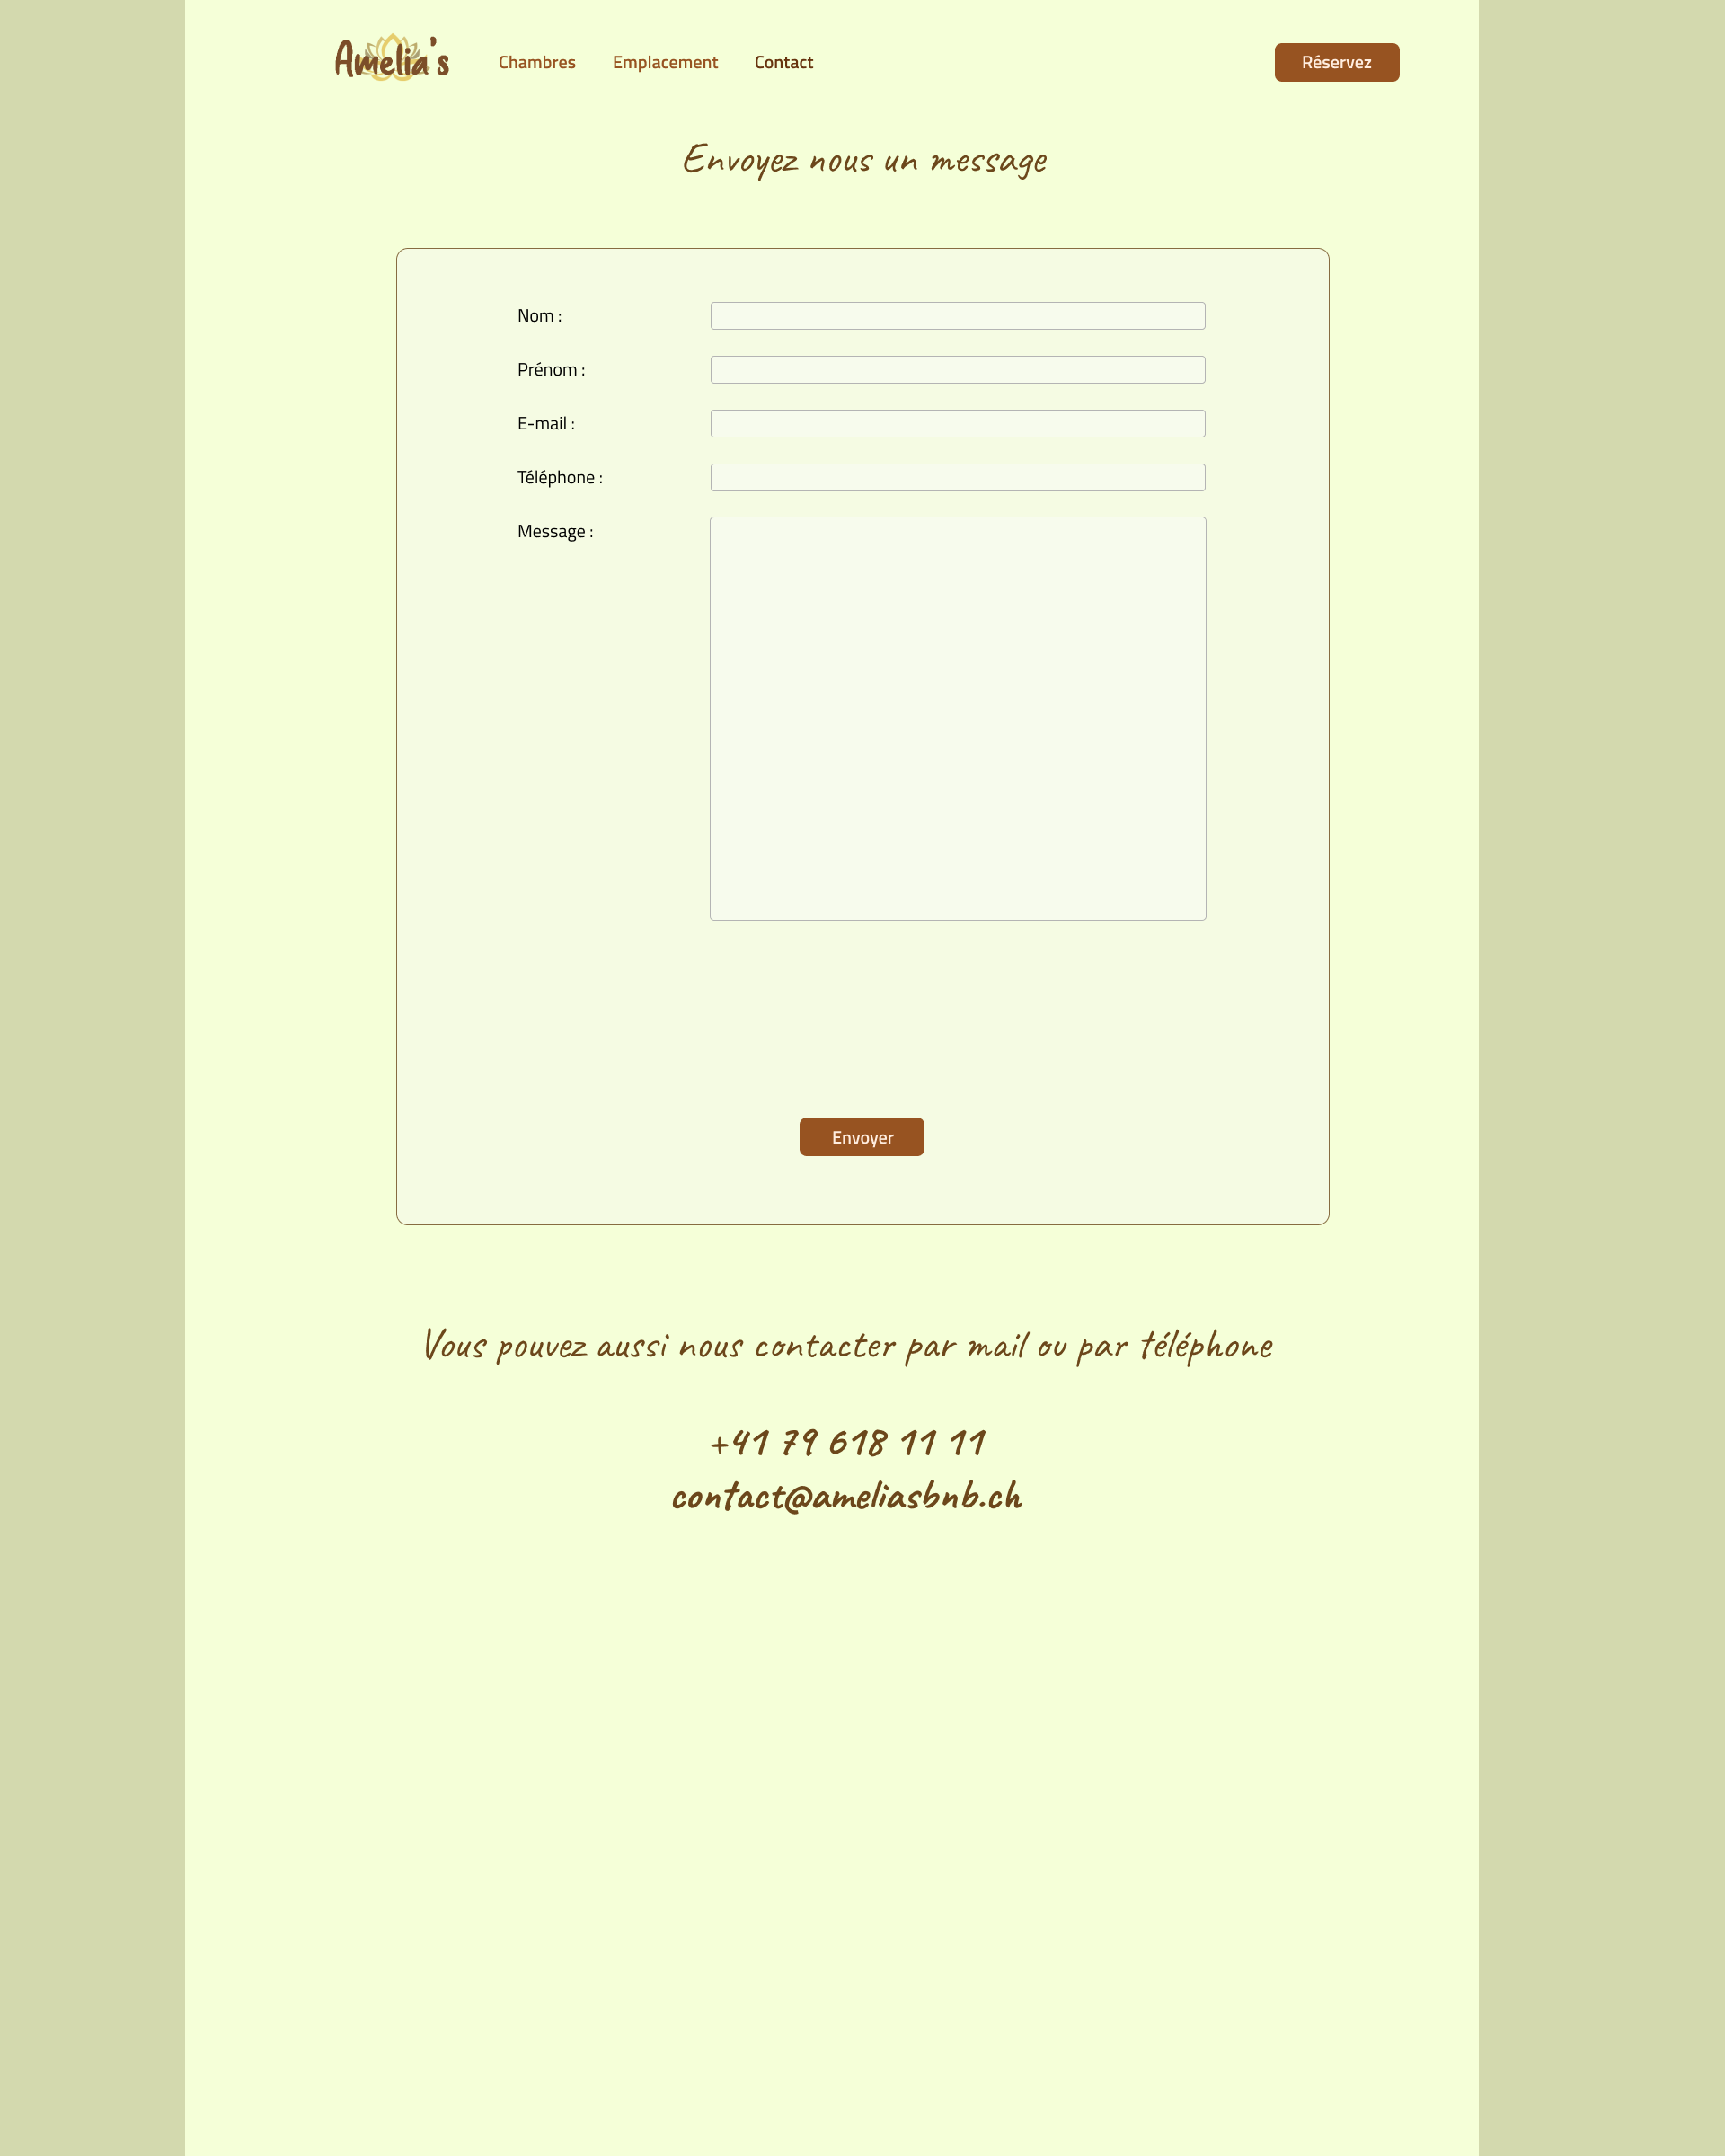 Amelia's
Chambres Emplacement Contact
Réservez
Envoyez nous un message
Nom :
Prénom :
E-mail :
Téléphone :
Message :
Envoyer
Vous pouvez aussi nous contacter par mail ou par téléphone
+41 79 618 11 11
contact@ameliasbnb.ch